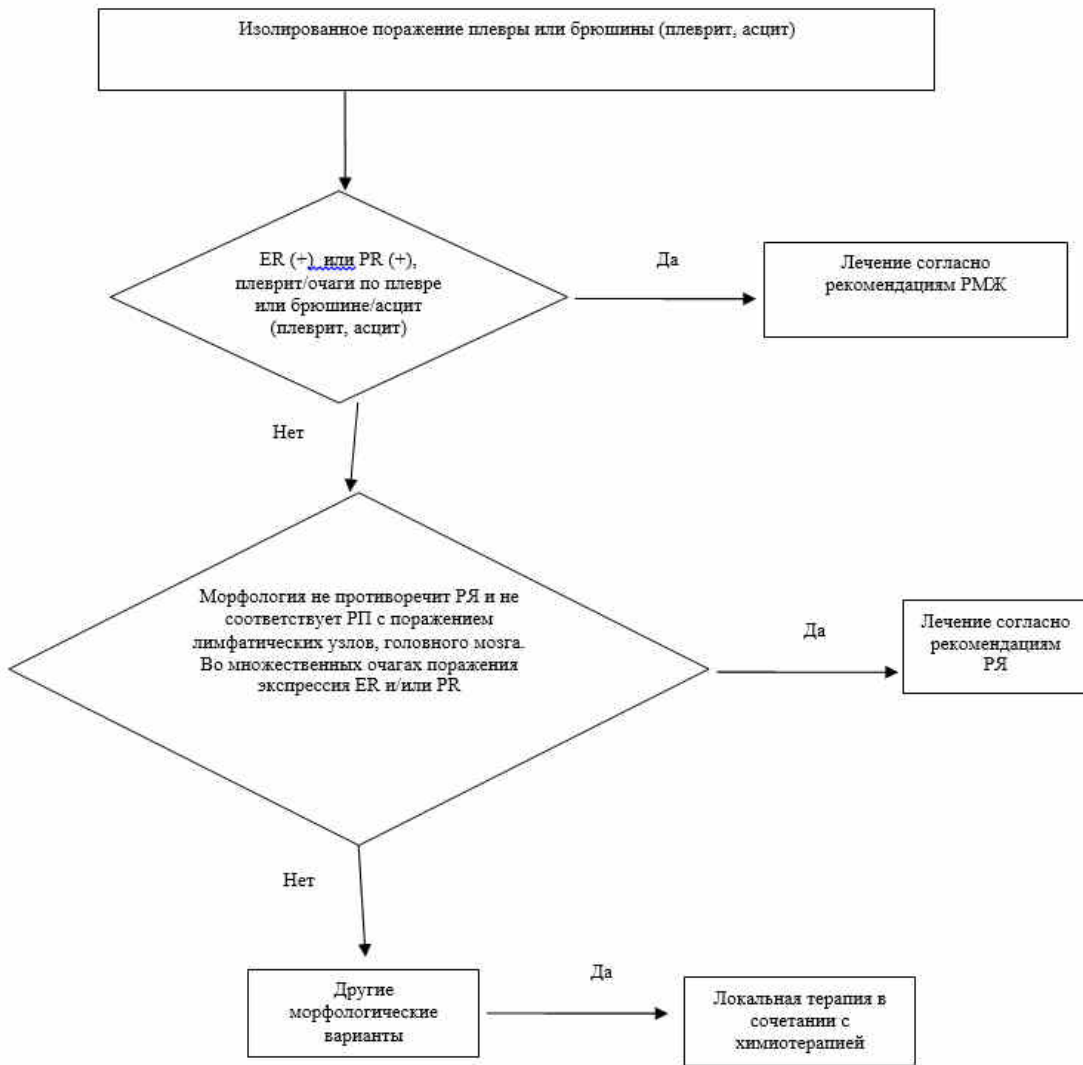 Изолированное поражение плевры или брюшины (плеврит, асцит)
ER (+) или PR (+),
плеврит/очаги по плевре
или брюшине/асцит
(плеврит, асцит)
Да
Лечение согласно
рекомендациям РМЖ
Нет
Морфология не противоречит РЯ и не
соответствует РП с поражением
лимфатических узлов, головного мозга.
Во множественных очагах поражения
экспрессия ER и/или PR
Да
Лечение согласно
рекомендациям
РЯ
Нет
Другие
морфологические
варианты
Да
Локальная терапия в
сочетании с
химиотерапией